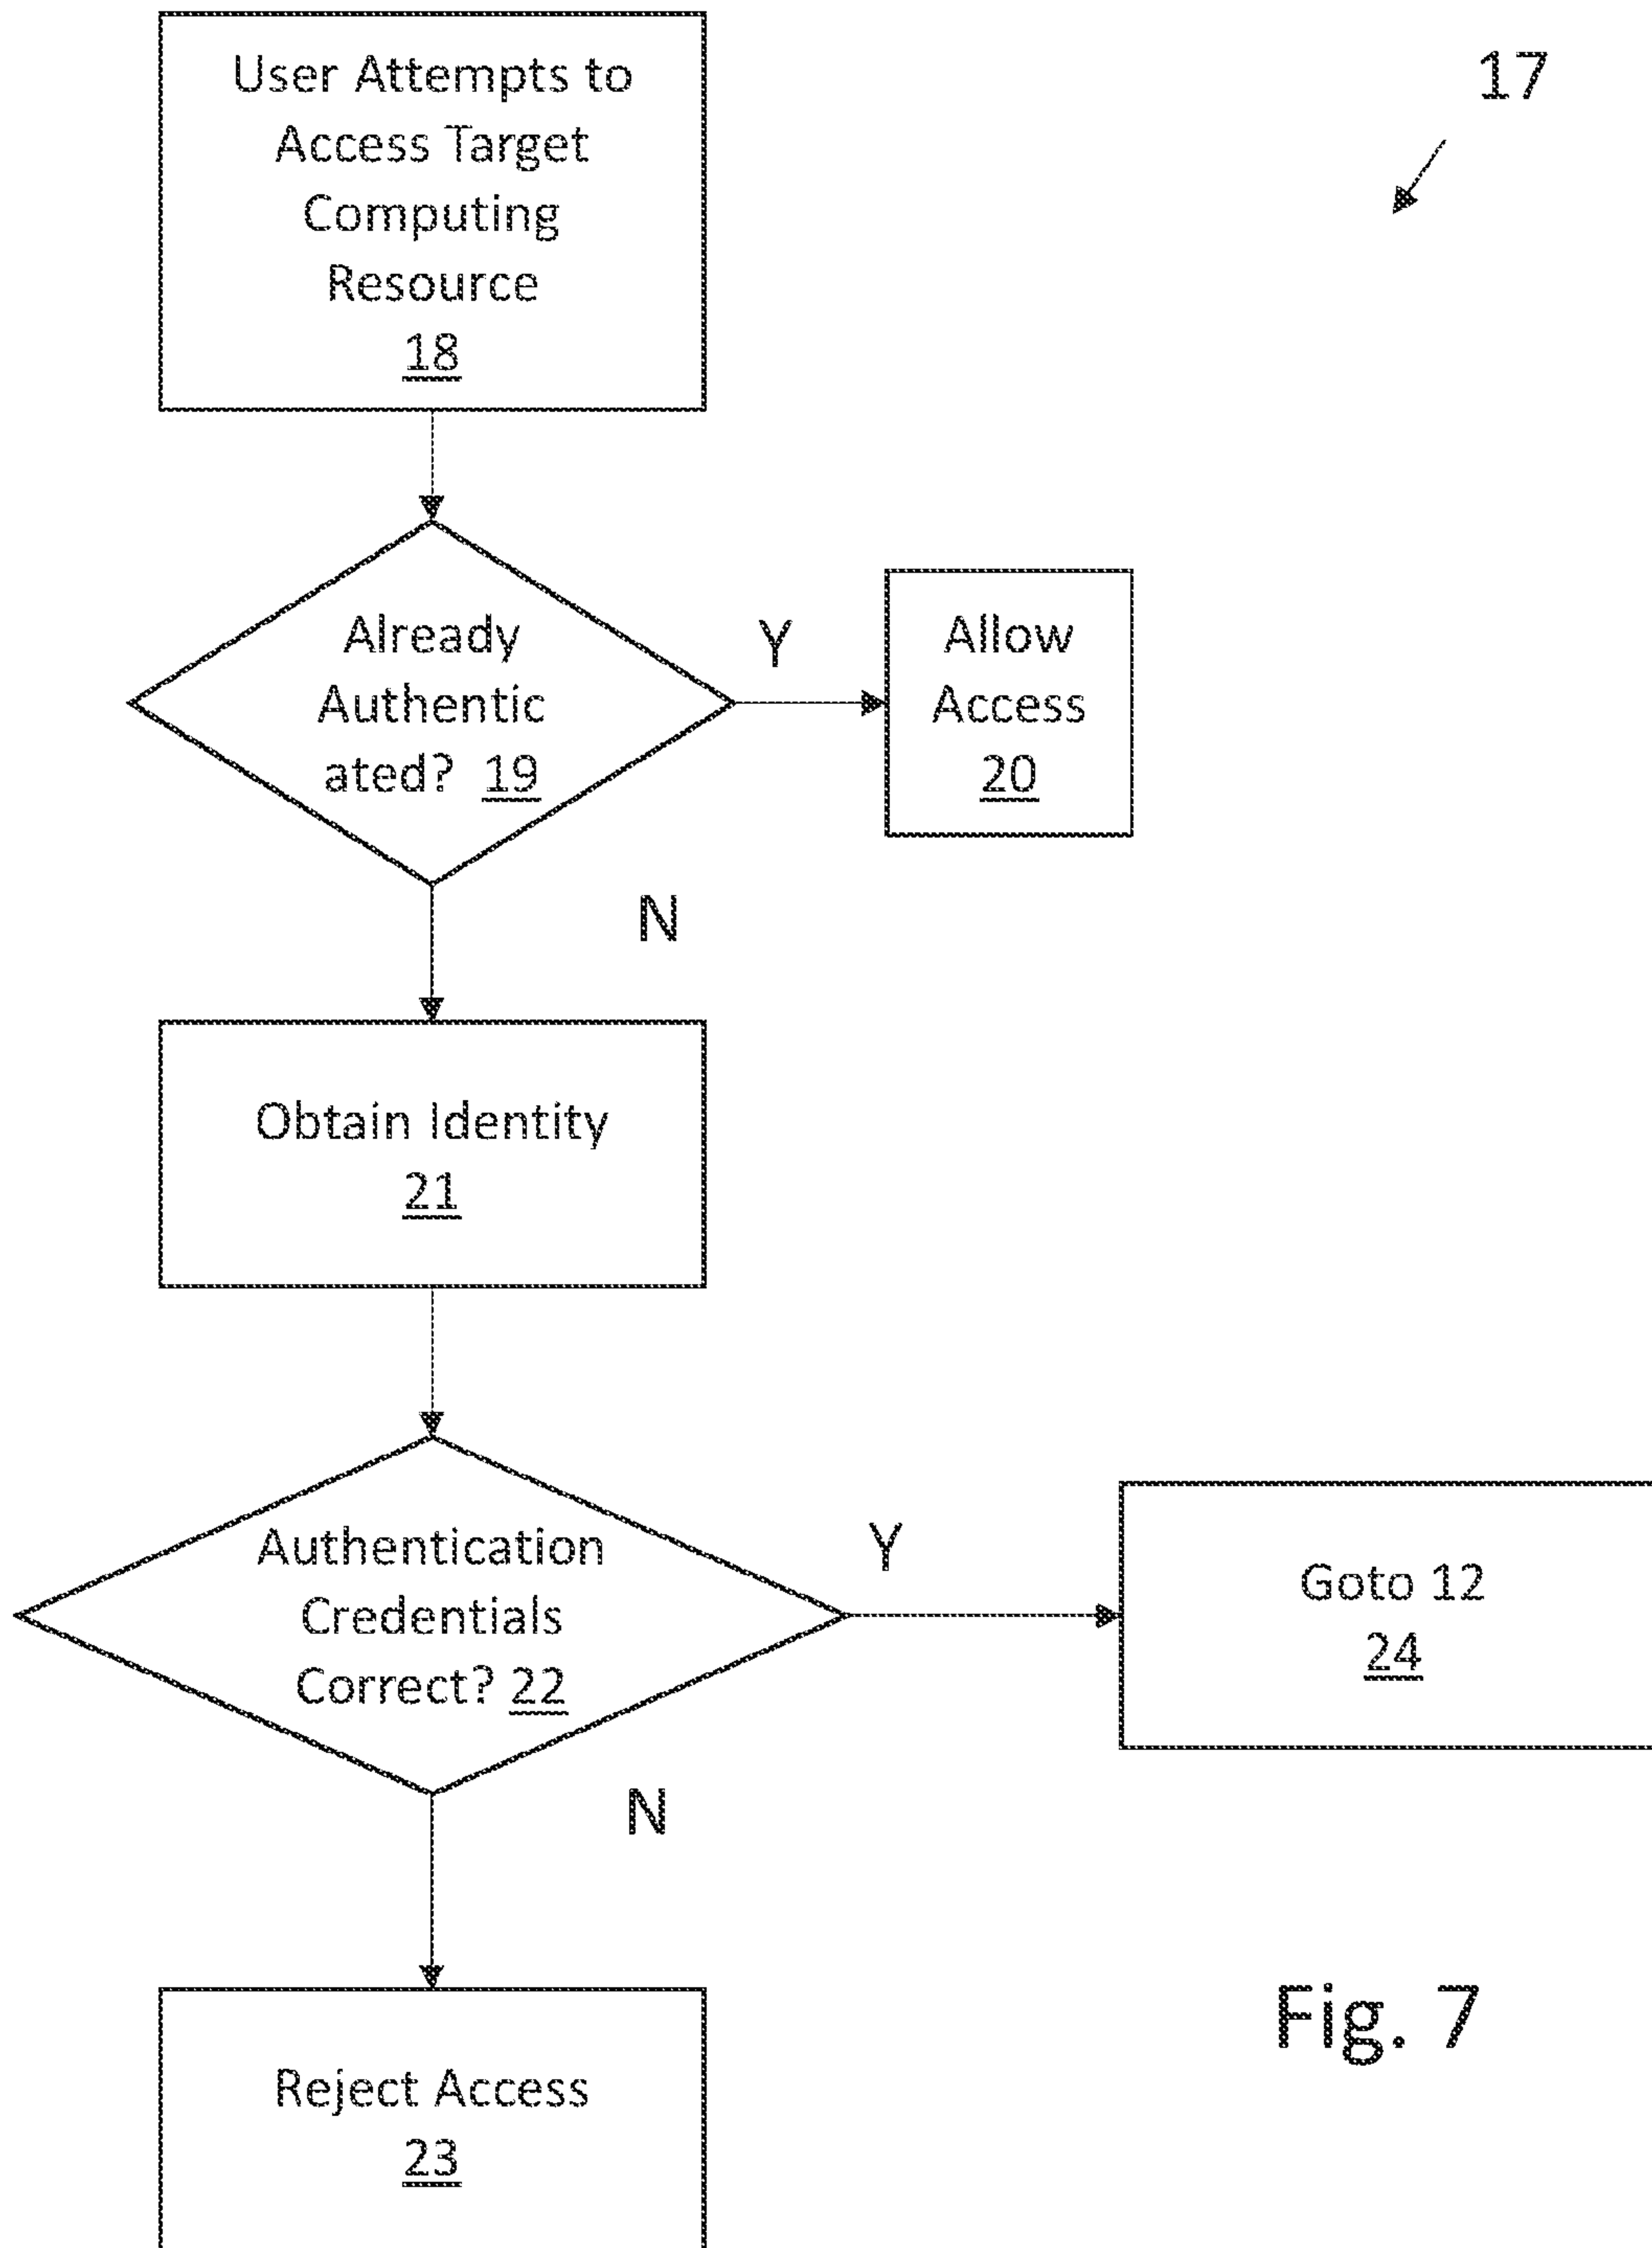 User Attempts to
Access Target
Computing
Resource
18
17
Already
Authentic
ated? 19
Y
Allow
Access
20
N
Obtain Identity
21
Authentication
Credentials
Correct? 22
Y
Goto 12
24
N
Reject Access
23
Fig. 7